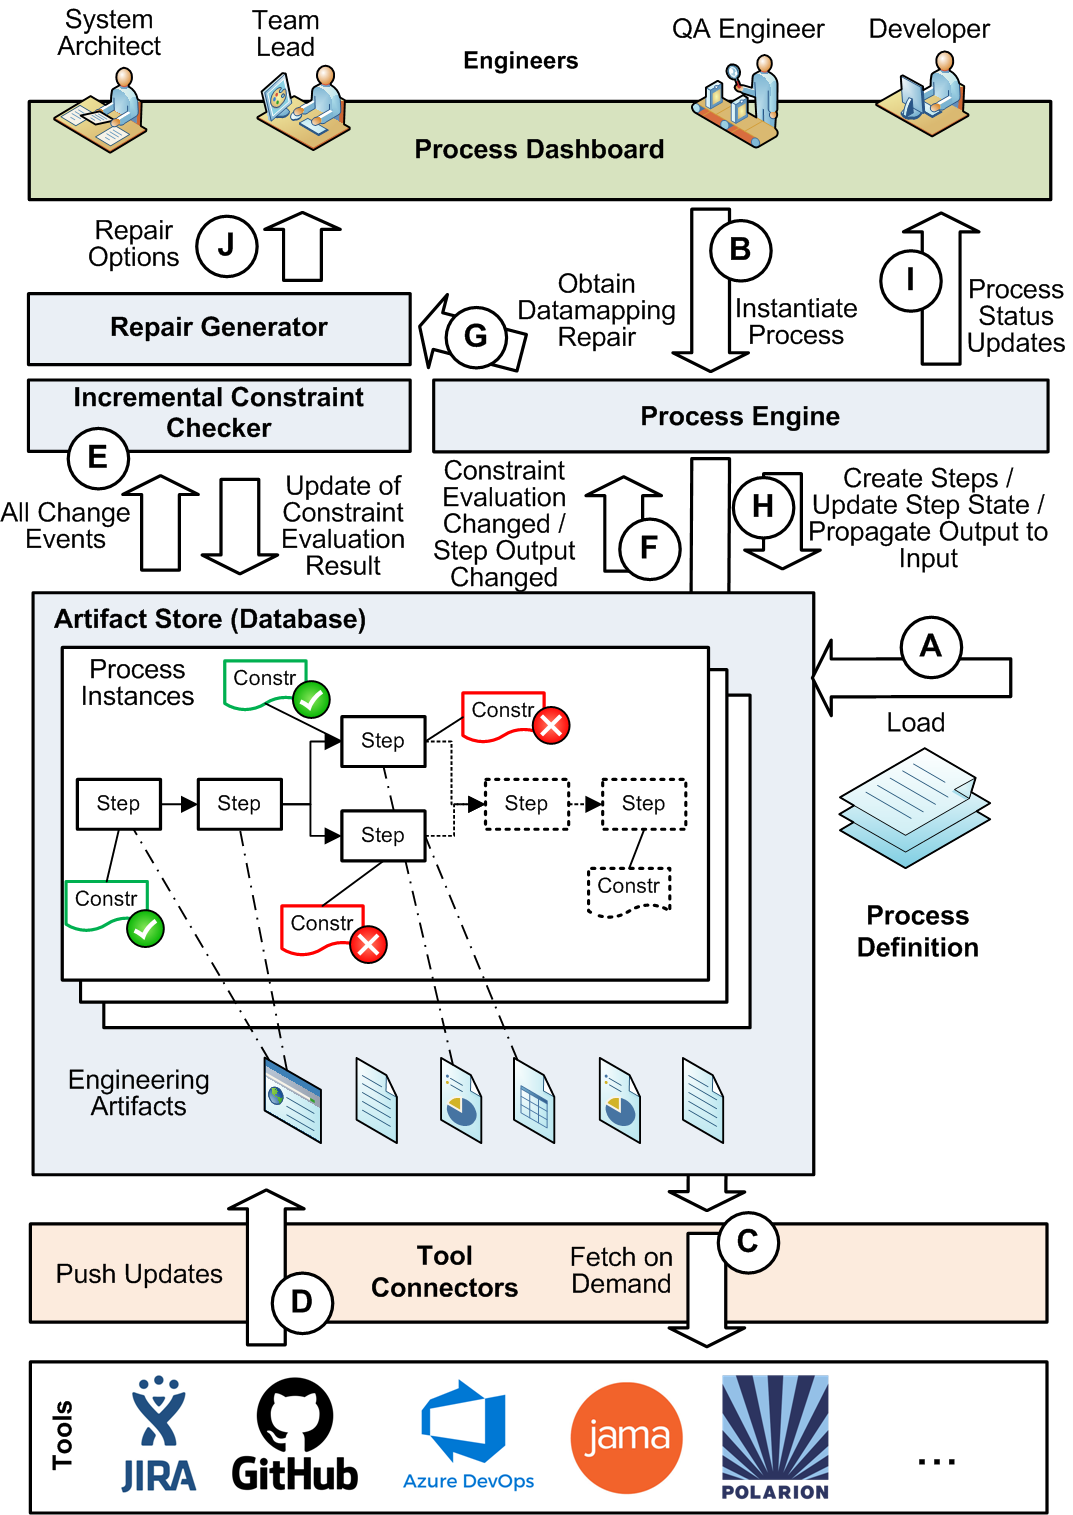 System
Architect
Team
Lead
Engineers
QA Engineer
Developer
Process Dashboard
Repair
Options
J
B
I
Obtain
Datamapping
Repair
G
Instantiate
Process
Process
Status
Updates
Repair Generator
Incremental Constraint
Checker
Process Engine
E
All Change
Events
Update of
Constraint
Evaluation
Result
Constraint
Evaluation
Changed /
Step Output
Changed
F
H
Create Steps /
Update Step State /
Propagate Output to
Input
Artifact Store (Database)
A
Load
Process
Definition
Process
Instances
Constr
Constr
Step
Step
Step
Step
Step
Step
Constr
Constr
Constr
Engineering
Artifacts
Push Updates
D
Tool
Connectors
Fetch on
Demand
C
Tools
JIRA
GitHub
Azure DevOps
jama
POLARION
...